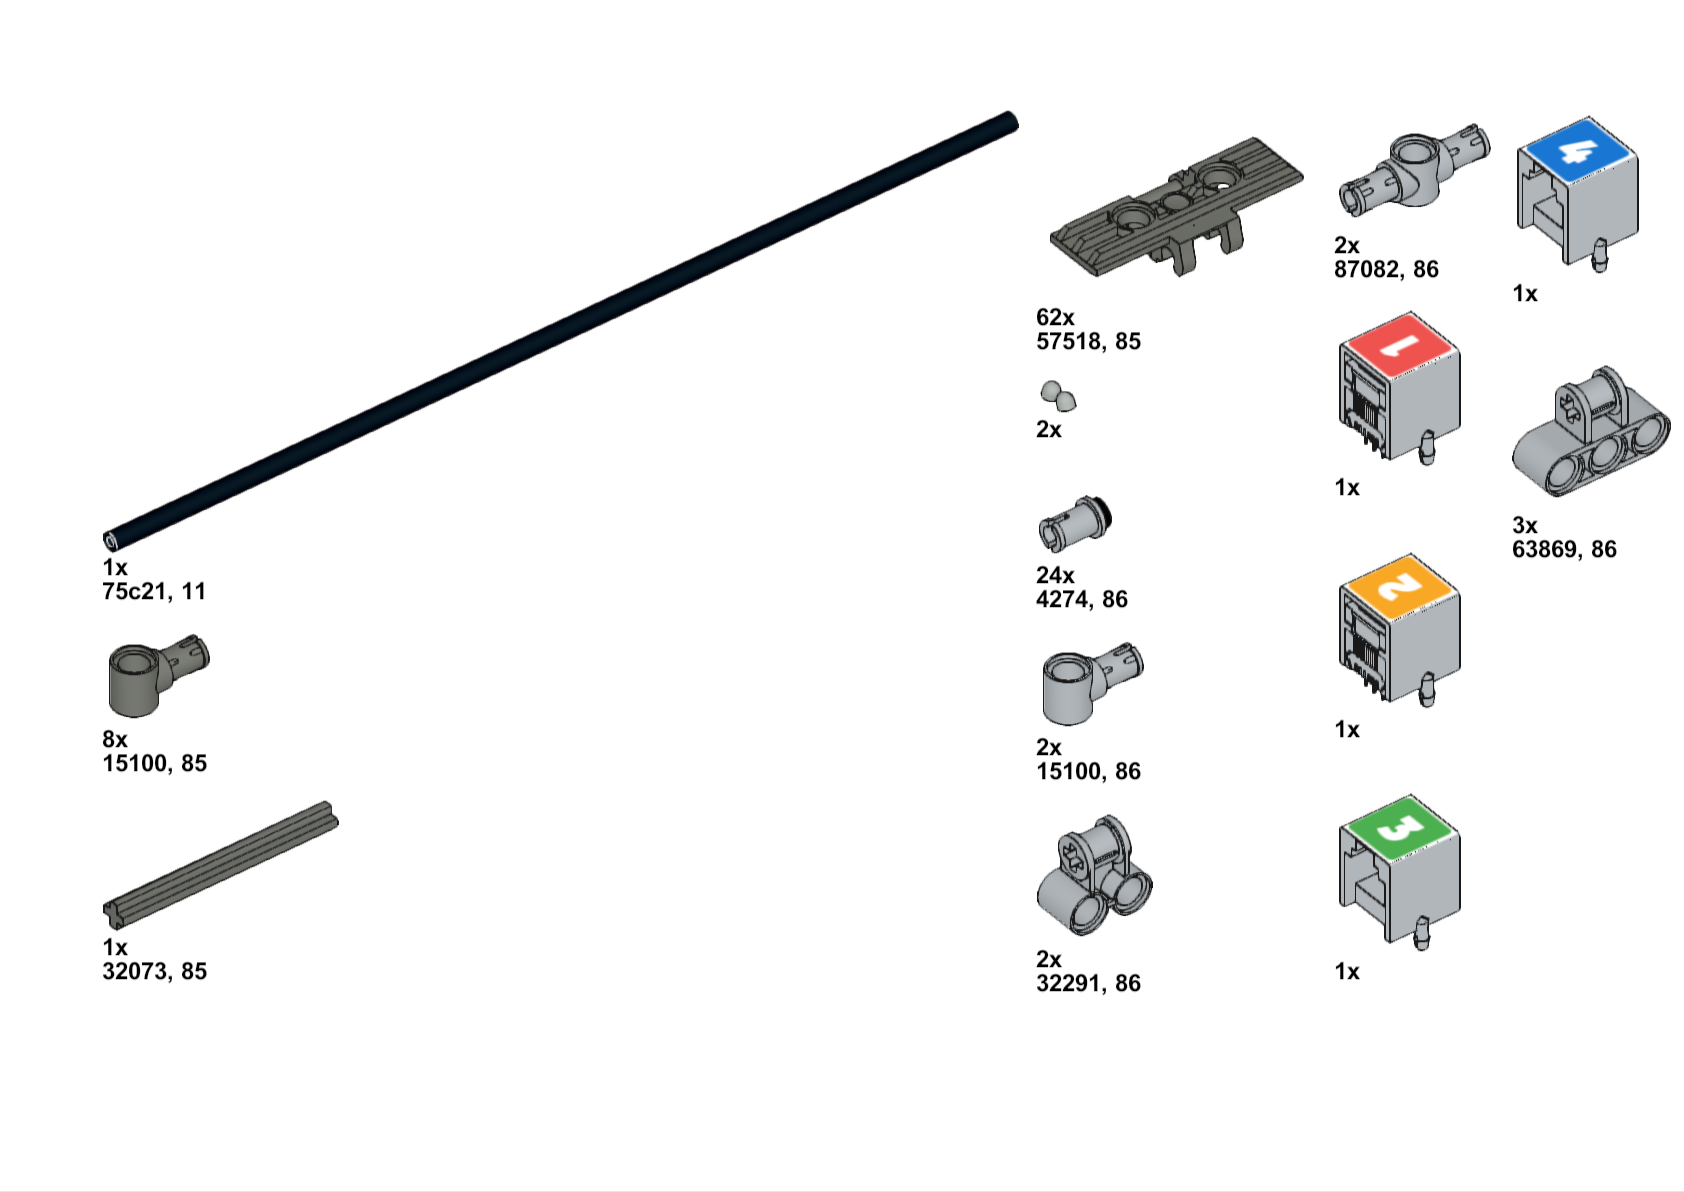 1x
75c21, 11
8x
15100, 85
1x
32073, 85
62x
57518, 85
2x
24x
4274, 86
2x
15100, 86
2x
32291, 86
2x
87082, 86
1
1x
2
1x
3
1x
4
1x
3x
63869, 86